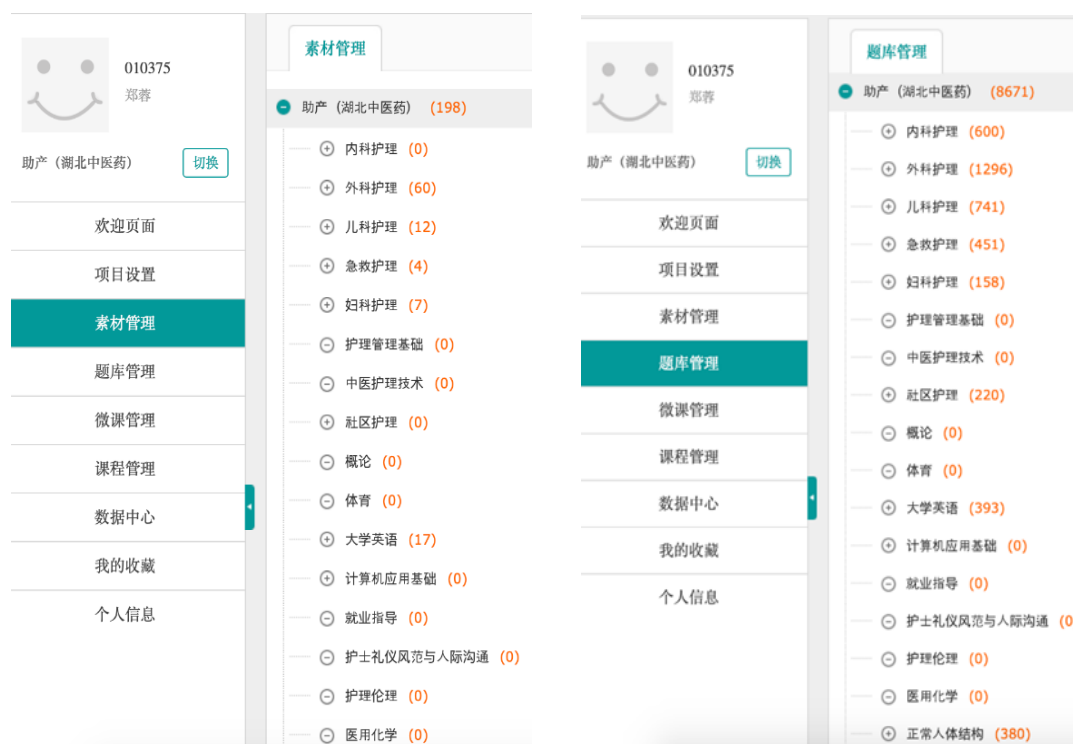 010375
郑蓉
助产（湖北中医药）
切换
欢迎页面
项目设置
素材管理
题库管理
微课管理
课程管理
数据中心
我的收藏
个人信息
素材管理
助产（湖北中医药） (198)
内科护理 (0)
外科护理 (60)
儿科护理 (12)
急救护理 (4)
妇科护理 (7)
护理管理基础 (0)
中医护理技术 (0)
社区护理 (0)
概论 (0)
体育 (0)
大学英语 (17)
计算机应用基础 (0)
就业指导 (0)
护士礼仪风范与人际沟通 (0)
护理伦理 (0)
医用化学 (0)
010375
郑蓉
助产（湖北中医药）
切换
欢迎页面
项目设置
素材管理
题库管理
微课管理
课程管理
数据中心
我的收藏
个人信息
题库管理
助产（湖北中医药） (8671)
内科护理 (600)
外科护理 (1296)
儿科护理 (741)
急救护理 (451)
妇科护理 (158)
护理管理基础 (0)
中医护理技术 (0)
社区护理 (220)
概论 (0)
体育 (0)
大学英语 (393)
计算机应用基础 (0)
就业指导 (0)
护士礼仪风范与人际沟通 (0
护理伦理 (0)
医用化学 (0)
正常人体结构 (380)